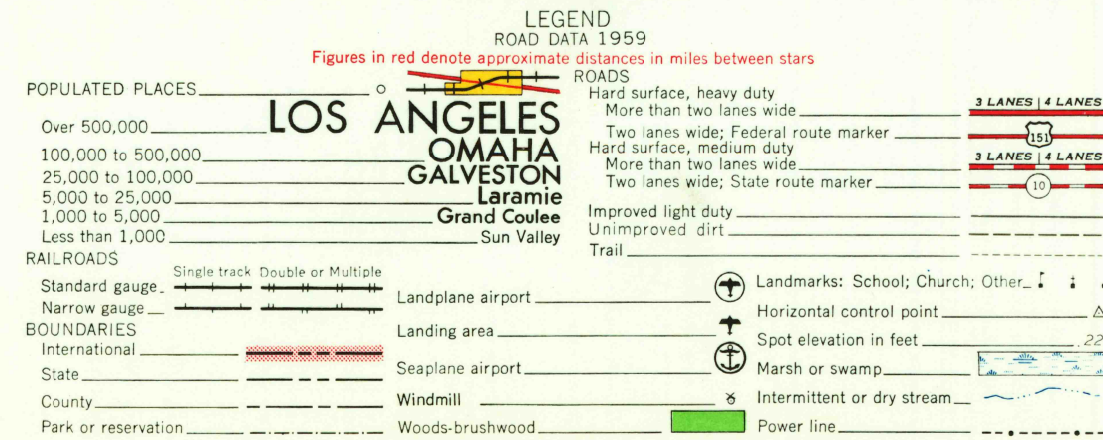 LEGEND
ROAD DATA 1959
Figures in red denote approximate distances in miles between stars
POPULATED PLACES
Over 500,000 LOS ANGELES
100,000 to 500,000 OMAHA
25,000 to 100,000 GALVESTON
5,000 to 25,000 Laramie
1,000 to 5,000 Grand Coulee
Less than 1,000 Sun Valley
RAILROADS
Single track Double or Multiple
Standard gauge
Narrow gauge
BOUNDARIES
International
State
County
Park or reservation
Landplane airport
Landing area
Seaplane airport
Windmill
Woods-brushwood
ROADS
Hard surface, heavy duty
More than two lanes wide 3 LANES | 4 LANES
Two lanes wide; Federal route marker 151
Hard surface, medium duty
More than two lanes wide 3 LANES | 4 LANES
Two lanes wide; State route marker 10
Improved light duty
Unimproved dirt
Trail
Landmarks: School; Church; Other
Horizontal control point
Spot elevation in feet 22
Marsh or swamp
Intermittent or dry stream
Power line